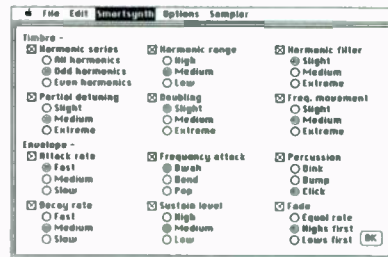 File Edit Smartsynth Options Sampler
Timbre -
Harmonic series Harmonic range Harmonic filter
All harmonics High Slight
Odd harmonics Medium Medium
Even harmonics Low Extreme
Partial detuning Doubling Freq. movement
Slight Slight Slight
Medium Medium Medium
Extreme Extreme Extreme
Envelope -
Attack rate Frequency attack Percussion
Fast Bwah Dink
Medium Bend Bump
Slow Pop Click
Decay rate Sustain level Fade
Fast High Equal rate
Medium Medium Highs first
Slow Low Lows first OK